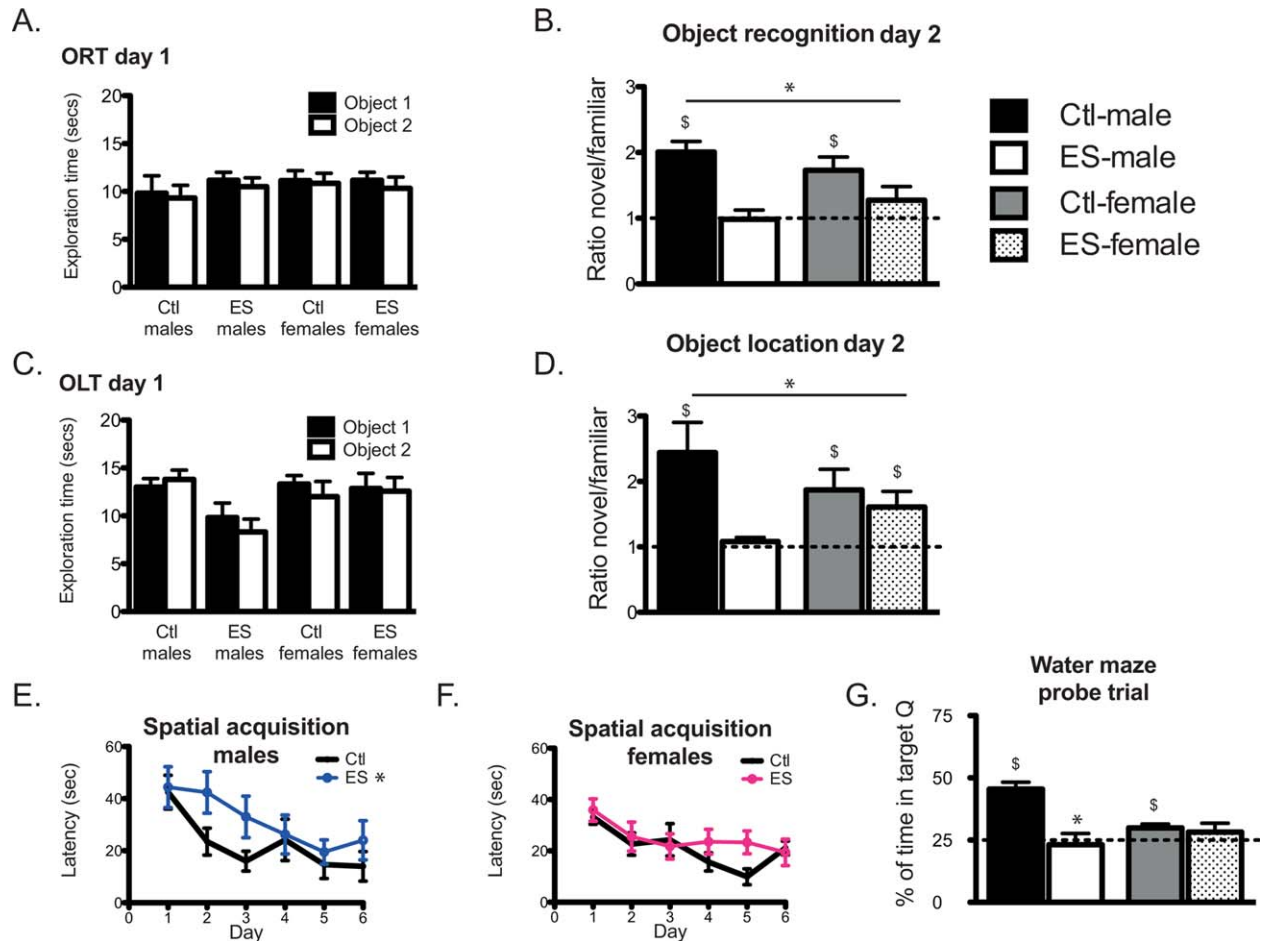 A.
ORT day 1
Exploration time (secs)
20
15
10
5
0
Object 1
Object 2
Ctl males
ES males
Ctl females
ES females
B.
Object recognition day 2
Ratio novel/familiar
3
2
1
0
*
$
$
Ctl-male
ES-male
Ctl-female
ES-female
C.
OLT day 1
Exploration time (secs)
20
15
10
5
0
Object 1
Object 2
Ctl males
ES males
Ctl females
ES females
D.
Object location day 2
Ratio novel/familiar
3
2
1
0
*
$
$
$
E.
Spatial acquisition
males
Latency (sec)
60
40
20
0
Ctl
ES *
0 1 2 3 4 5 6
Day
F.
Spatial acquisition
females
Latency (sec)
60
40
20
0
Ctl
ES
0 1 2 3 4 5 6
Day
G.
Water maze
probe trial
% of time in target Q
75
50
25
0
$
*
$